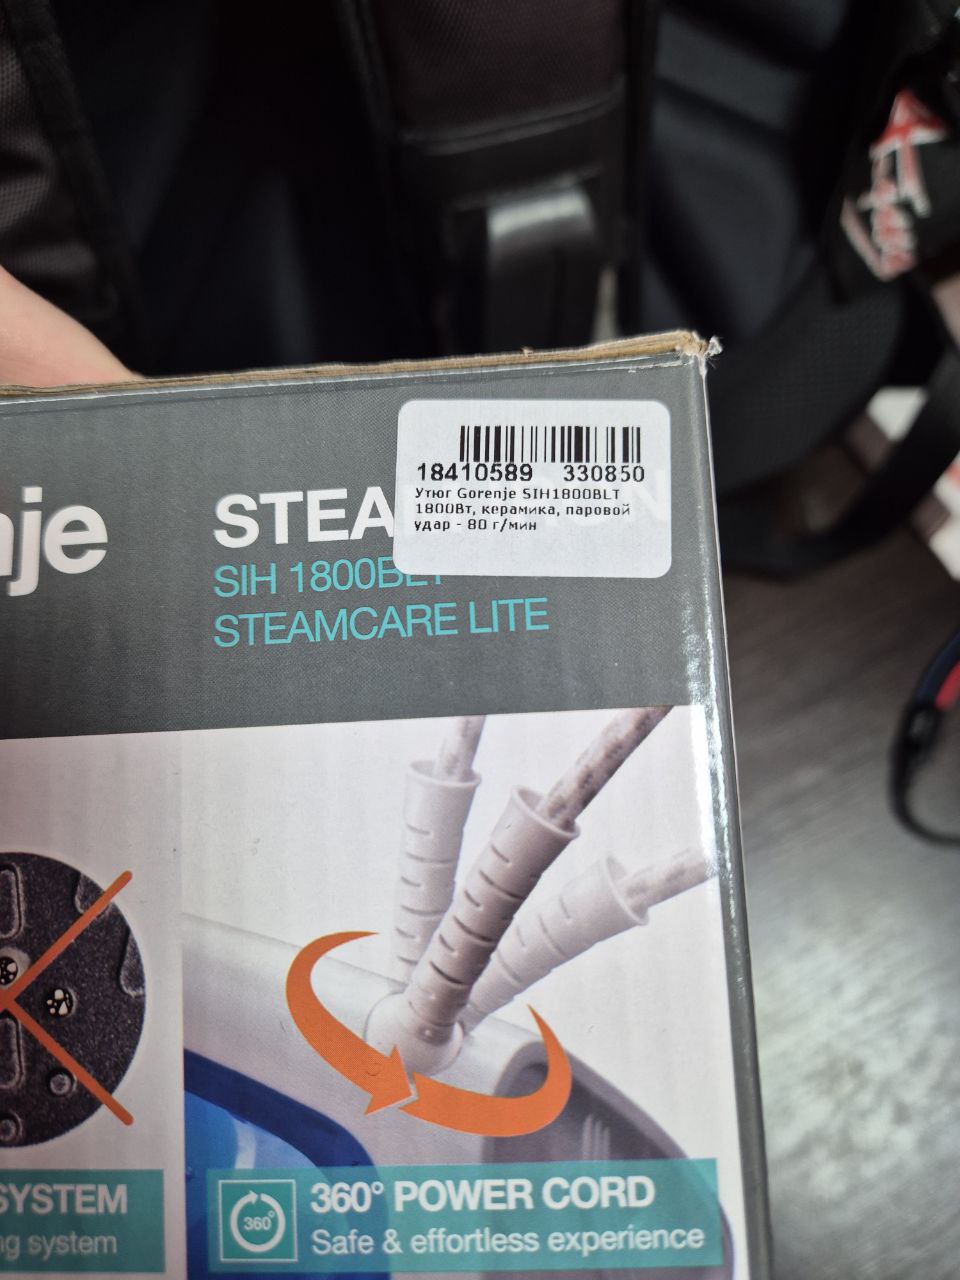 18410589 330850
Утюг Gorenje SIH1800BLT
1800Вт, керамика, паровой
удар - 80 г/мин
nje
STEA
SIH 1800BLT
STEAMCARE LITE
SYSTEM
ng system
360°
360° POWER CORD
Safe & effortless experience